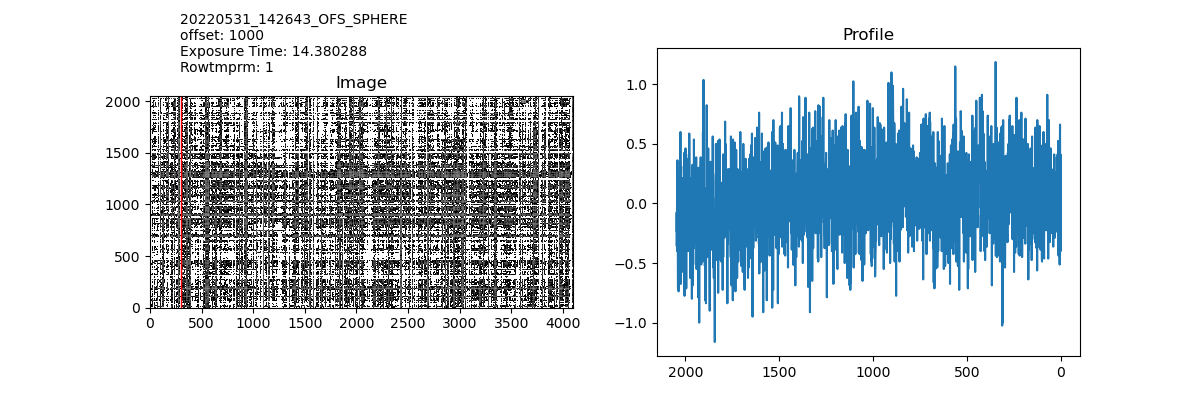 20220531_142643_OFS_SPHERE
offset: 1000
Exposure Time: 14.380288
Rowtmprm: 1
Image
2000
1500
1000
500
0
0 500 1000 1500 2000 2500 3000 3500 4000
Profile
1.0
0.5
0.0
−0.5
−1.0
2000 1500 1000 500 0